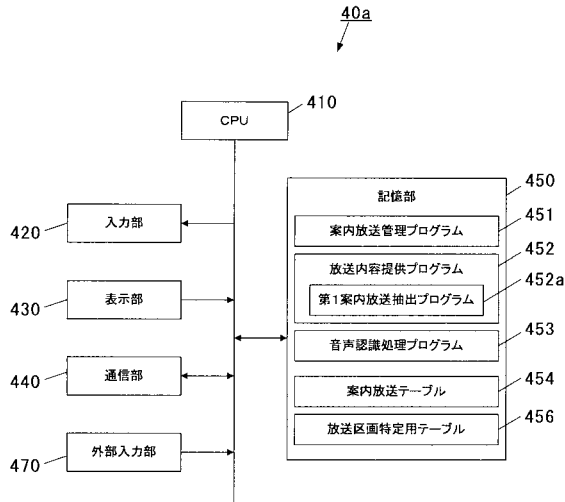 40a
CPU
410
入力部
420
表示部
430
通信部
440
外部入力部
470
記憶部
450
案内放送管理プログラム
451
放送内容提供プログラム
452
第1案内放送抽出プログラム
452a
音声認識処理プログラム
453
案内放送テーブル
454
放送区画特定用テーブル
456